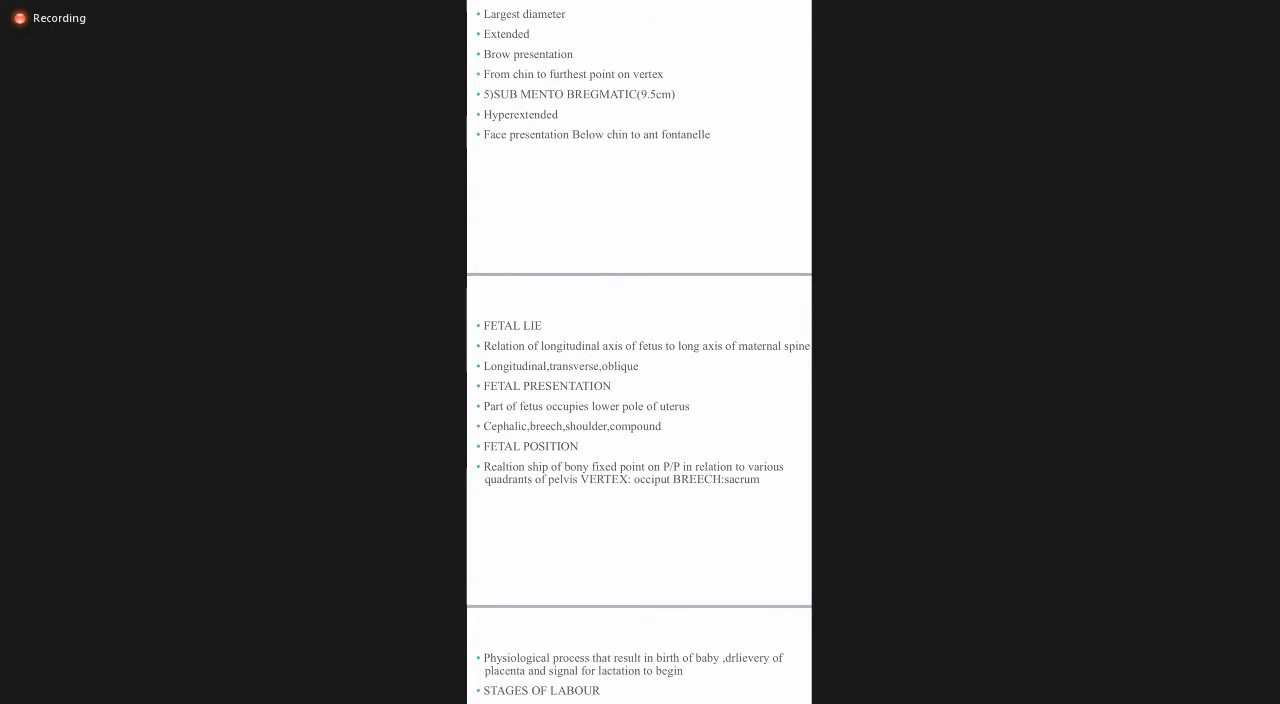 Recording
• Largest diameter
• Extended
• Brow presentation
• From chin to furthest point on vertex
• 5)SUB MENTO BREGMATIC(9.5cm)
• Hyperextended
• Face presentation Below chin to ant fontanelle
• FETAL LIE
• Relation of longitudinal axis of fetus to long axis of maternal spine
• Longitudinal,transverse,oblique
• FETAL PRESENTATION
• Part of fetus occupies lower pole of uterus
• Cephalic,breech,shoulder,compound
• FETAL POSITION
• Realtion ship of bony fixed point on P/P in relation to various
quadrants of pelvis VERTEX: occiput BREECH:sacrum
• Physiological process that result in birth of baby ,drlievery of
placenta and signal for lactation to begin
• STAGES OF LABOUR